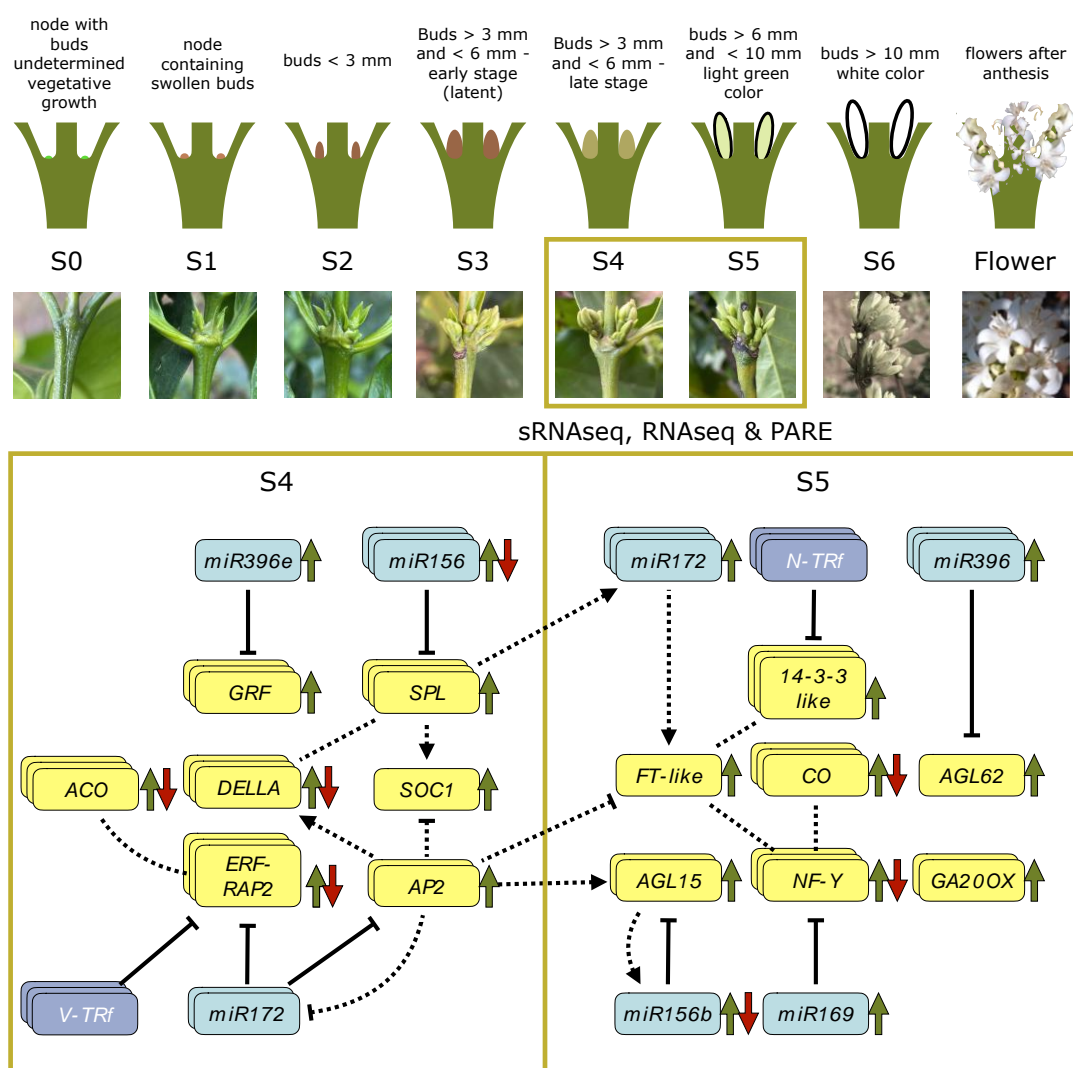 node with
buds
undetermined
vegetative
growth
node
containing
swollen buds
buds < 3 mm
Buds > 3 mm
and < 6 mm -
early stage
(latent)
Buds > 3 mm
and < 6 mm -
late stage
buds > 6 mm
and < 10 mm
light green
color
buds > 10 mm
white color
flowers after
anthesis
S0
S1
S2
S3
S4
S5
S6
Flower
sRNAseq, RNAseq & PARE
S4
miR396e
miR156
GRF
SPL
ACO
DELLA
SOC1
ERF-
RAP2
AP2
V-TRf
miR172
S5
miR172
N-TRf
miR396
14-3-3
like
FT-like
CO
AGL62
AGL15
NF-Y
GA20OX
miR156b
miR169